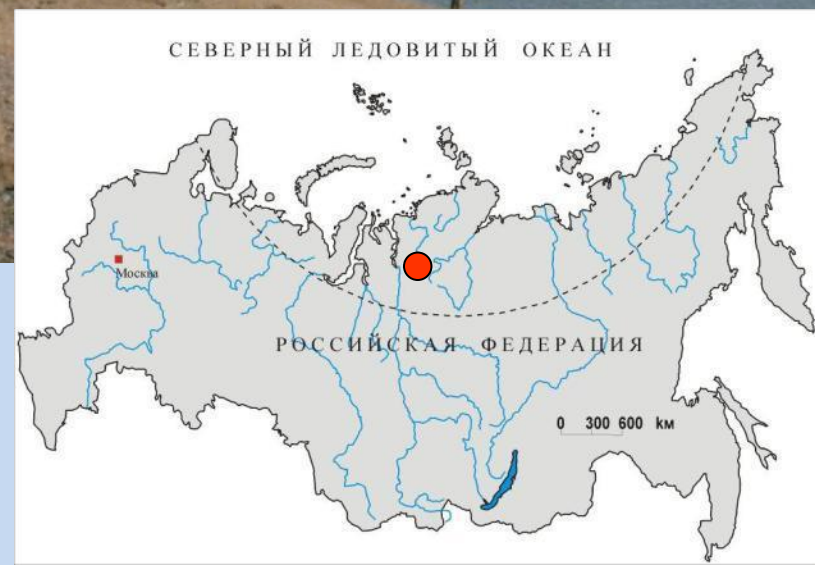 СЕВЕРНЫЙ ЛЕДОВИТЫЙ ОКЕАН
Москва
РОССИЙСКАЯ ФЕДЕРАЦИЯ
0 300 600 км